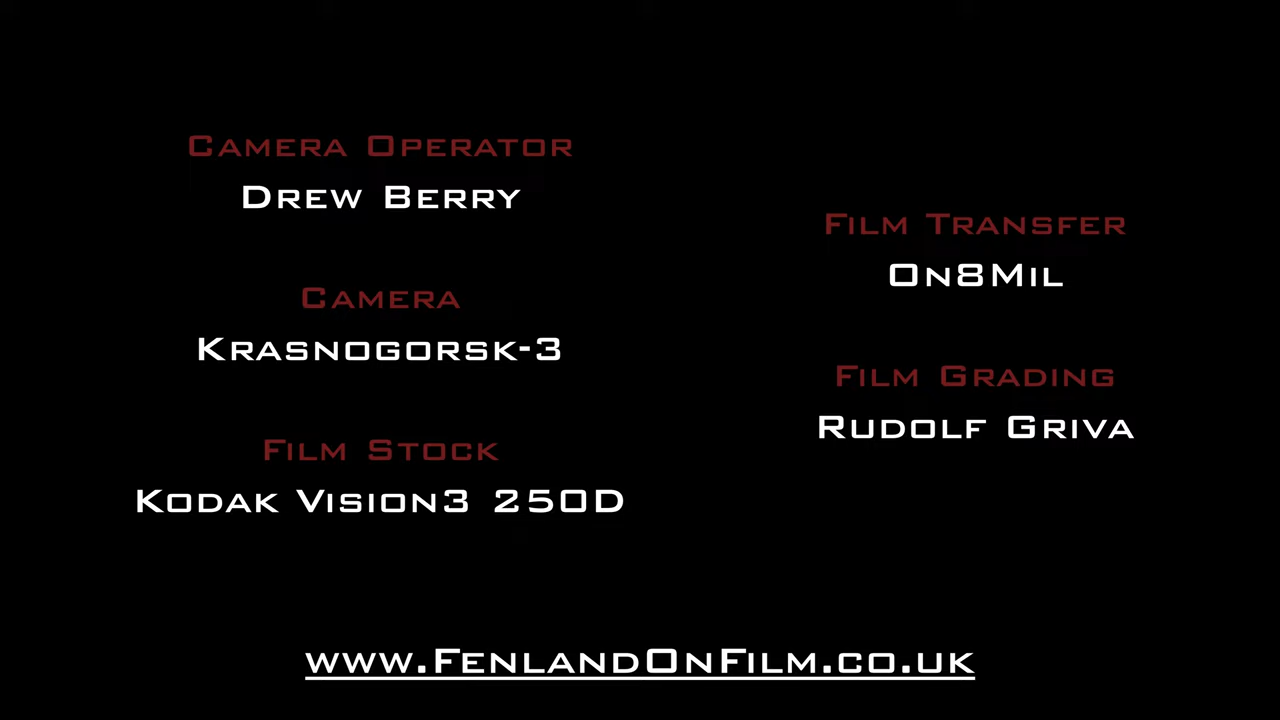 Camera Operator
Drew Berry
Camera
Krasnogorsk-3
Film Stock
Kodak Vision3 250D
Film Transfer
On8Mil
Film Grading
Rudolf Griva
www.FenlandOnFilm.co.uk